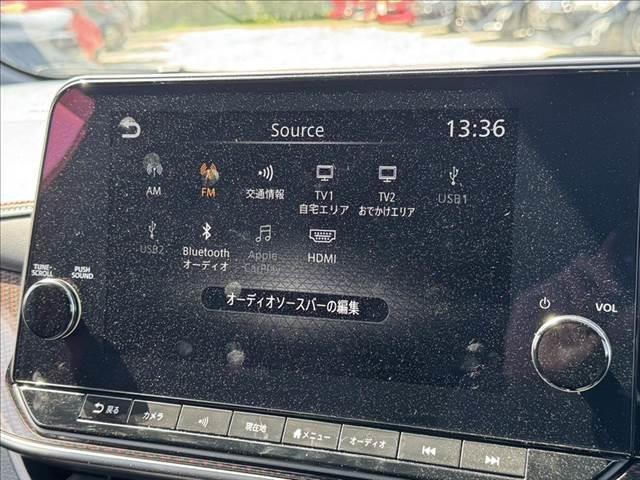 Source
13:36
AM
FM
交通情報
TV1
自宅エリア
TV2
おでかけエリア
USB1
USB2
Bluetooth
オーディオ
Apple
CarPlay
HDMI
オーディオソースバーの編集
TUNE・
SCROLL
PUSH
SOUND
VOL
戻る
カメラ
現在地
メニュー
オーディオ